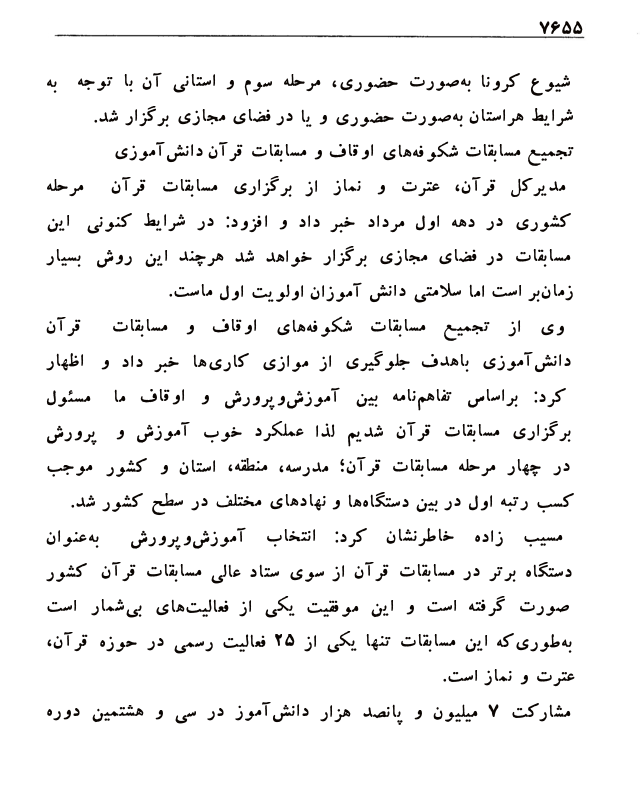 ۷۶۵۵
شیوع کرونا به‌صورت حضوری، مرحله سوم و استانی آن با توجه به
شرایط هراستان به‌صورت حضوری و یا در فضای مجازی برگزار شد.
تجمیع مسابقات شکوفه‌های اوقاف و مسابقات قرآن دانش‌آموزی
مدیرکل قرآن، عترت و نماز از برگزاری مسابقات قرآن مرحله
کشوری در دهه اول مرداد خبر داد و افزود: در شرایط کنونی این
مسابقات در فضای مجازی برگزار خواهد شد هرچند این روش بسیار
زمان‌بر است اما سلامتی دانش آموزان اولویت اول ماست.
وی از تجمیع مسابقات شکوفه‌های اوقاف و مسابقات قرآن
دانش‌آموزی باهدف جلوگیری از موازی کاری‌ها خبر داد و اظهار
کرد: براساس تفاهم‌نامه بین آموزش‌وپرورش و اوقاف ما مسئول
برگزاری مسابقات قرآن شدیم لذا عملکرد خوب آموزش و پرورش
در چهار مرحله مسابقات قرآن؛ مدرسه، منطقه، استان و کشور موجب
کسب رتبه اول در بین دستگاه‌ها و نهادهای مختلف در سطح کشور شد.
مسیب زاده خاطرنشان کرد: انتخاب آموزش‌وپرورش به‌عنوان
دستگاه برتر در مسابقات قرآن از سوی ستاد عالی مسابقات قرآن کشور
صورت گرفته است و این موفقیت یکی از فعالیت‌های بی‌شمار است
به‌طوری‌که این مسابقات تنها یکی از ۲۵ فعالیت رسمی در حوزه قرآن،
عترت و نماز است.
مشارکت ۷ میلیون و پانصد هزار دانش‌آموز در سی و هشتمین دوره